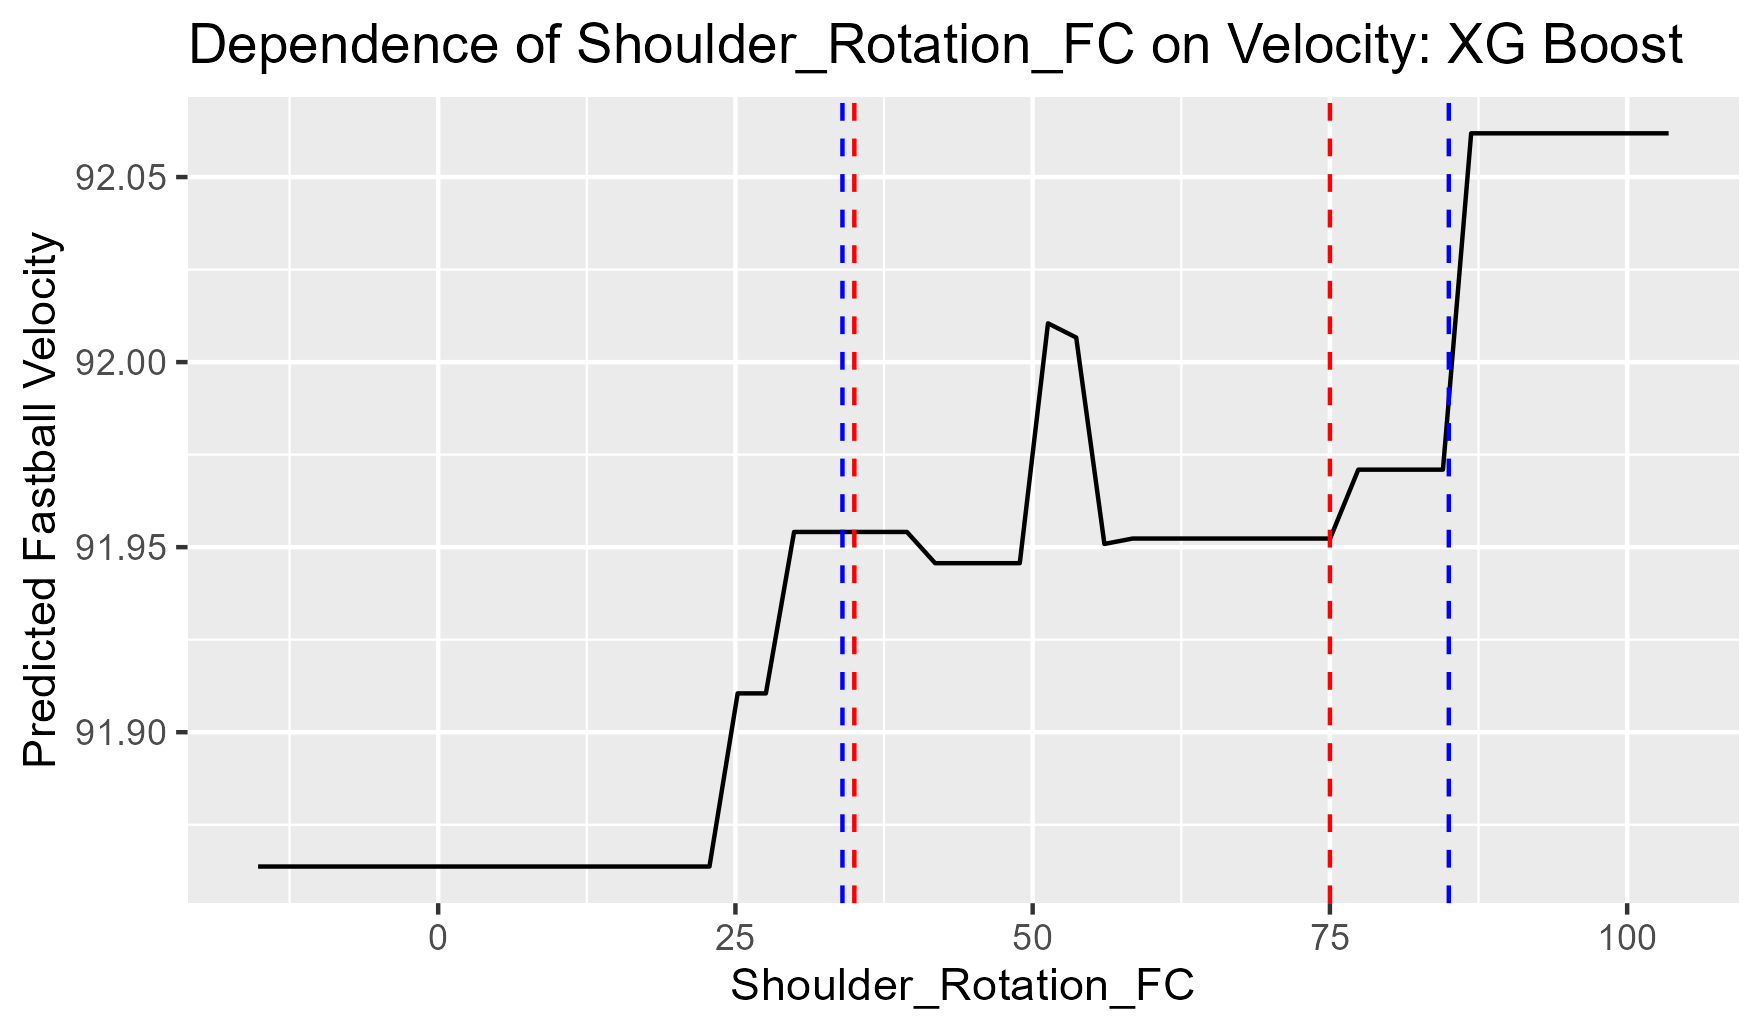 Dependence of Shoulder_Rotation_FC on Velocity: XG Boost
Predicted Fastball Velocity
92.05
92.00
91.95
91.90
0 25 50 75 100
Shoulder_Rotation_FC